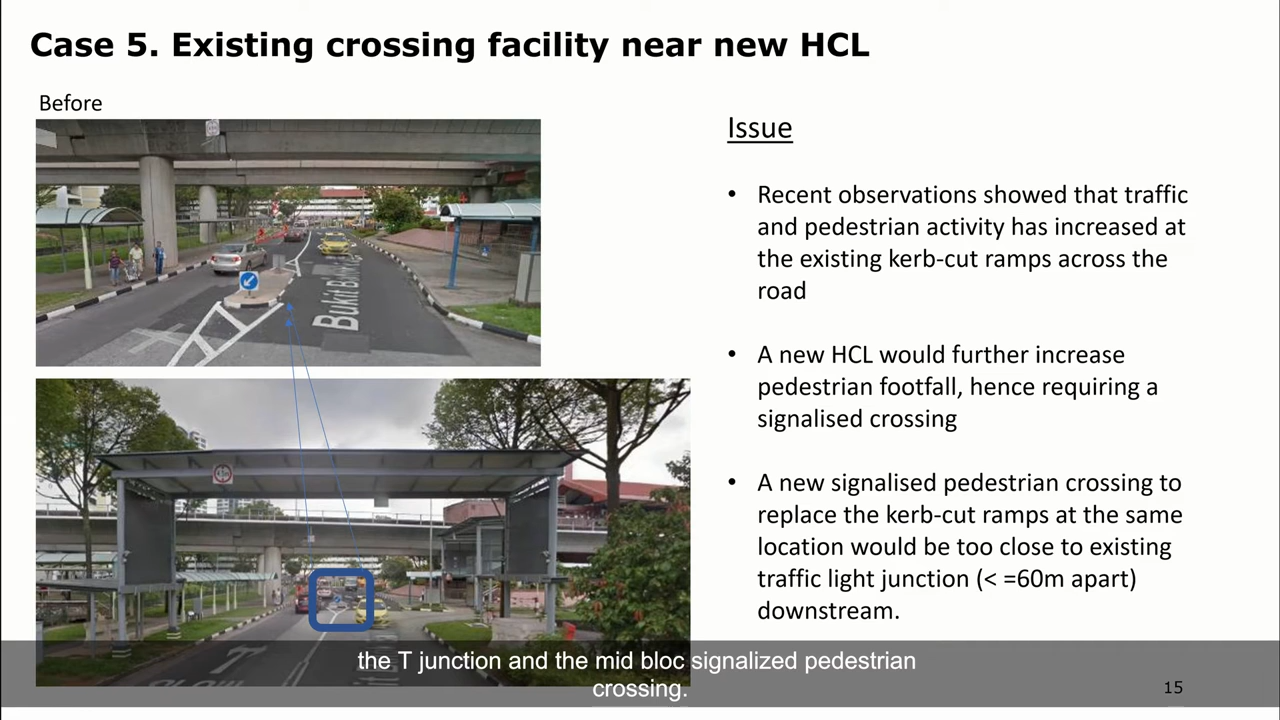 Case 5. Existing crossing facility near new HCL
Before
Issue
• Recent observations showed that traffic
and pedestrian activity has increased at
the existing kerb-cut ramps across the
road
• A new HCL would further increase
pedestrian footfall, hence requiring a
signalised crossing
• A new signalised pedestrian crossing to
replace the kerb-cut ramps at the same
location would be too close to existing
traffic light junction (< =60m apart)
downstream.
the T junction and the mid bloc signalized pedestrian
crossing.
15